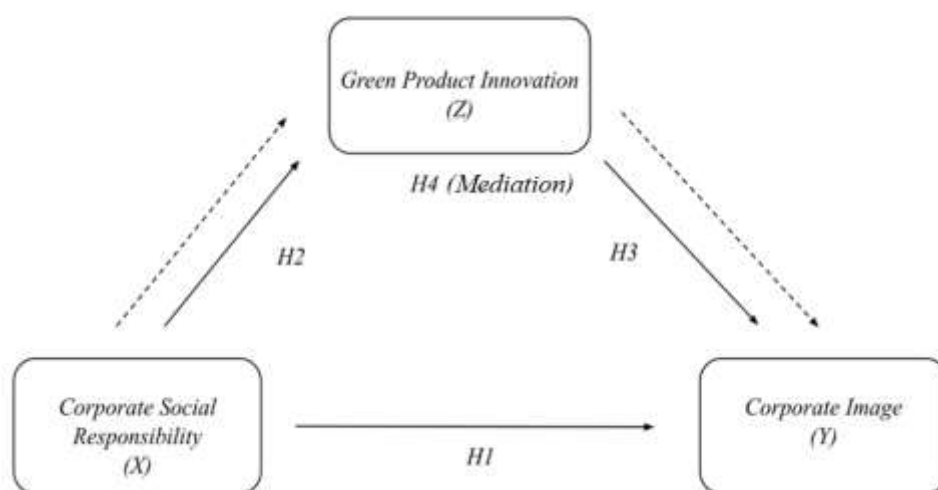 Green Product Innovation
(Z)
H4 (Mediation)
H2
H3
Corporate Social
Responsibility
(X)
Corporate Image
(Y)
H1